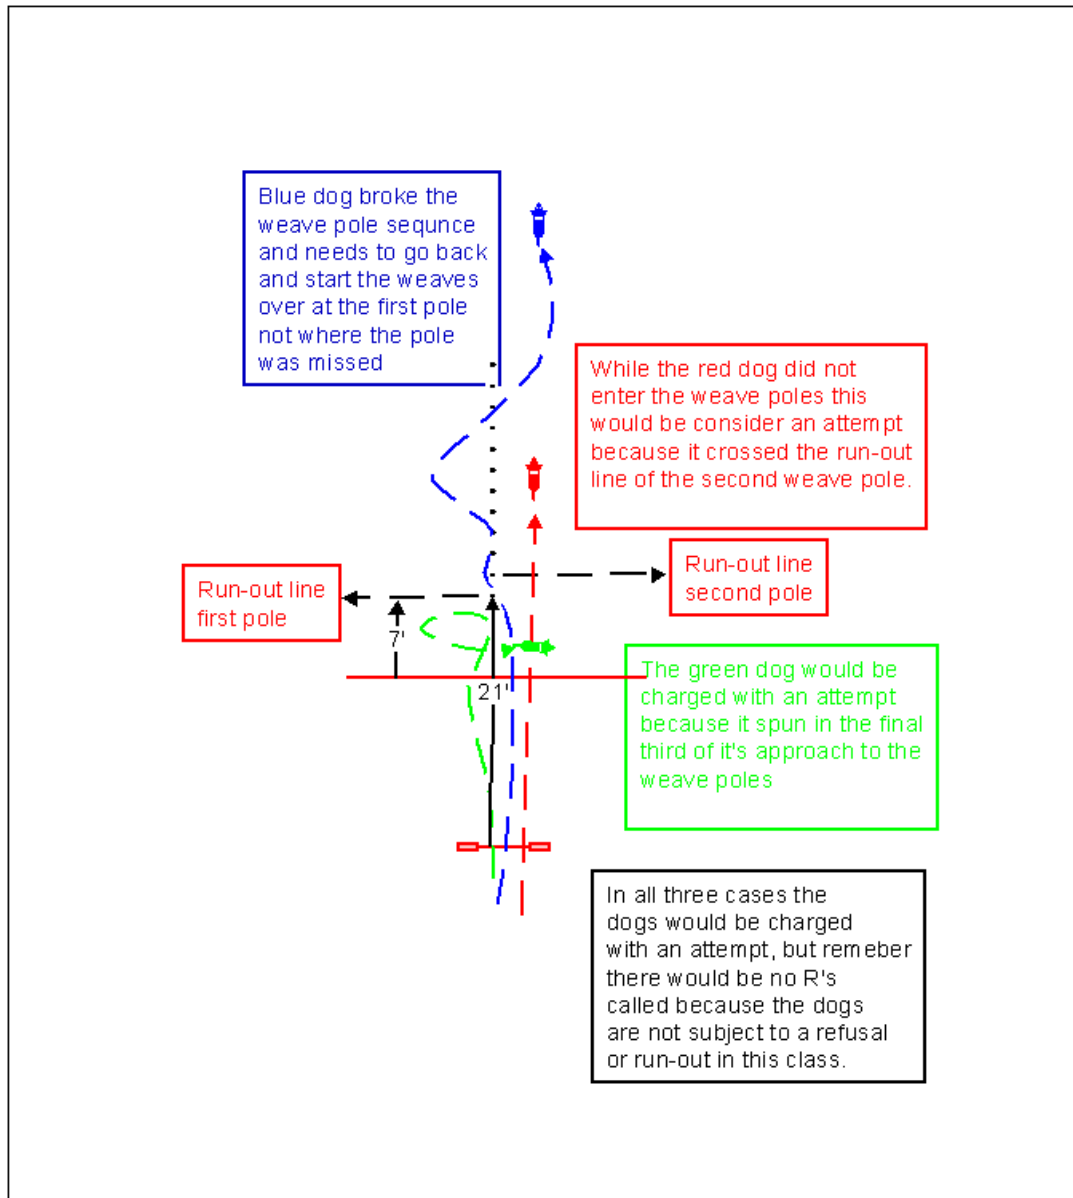 Blue dog broke the
weave pole sequnce
and needs to go back
and start the weaves
over at the first pole
not where the pole
was missed
While the red dog did not
enter the weave poles this
would be consider an attempt
because it crossed the run-out
line of the second weave pole.
Run-out line
second pole
Run-out line
first pole
7'
21'
The green dog would be
charged with an attempt
because it spun in the final
third of it's approach to the
weave poles
In all three cases the
dogs would be charged
with an attempt, but remeber
there would be no R's
called because the dogs
are not subject to a refusal
or run-out in this class.